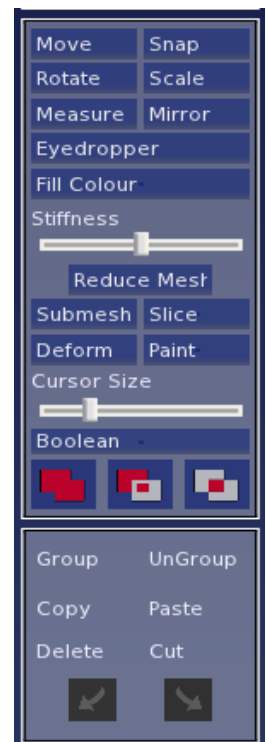 Move Snap
Rotate Scale
Measure Mirror
Eyedropper
Fill Colour
Stiffness
Reduce Mesh
Submesh Slice
Deform Paint
Cursor Size
Boolean
Group UnGroup
Copy Paste
Delete Cut